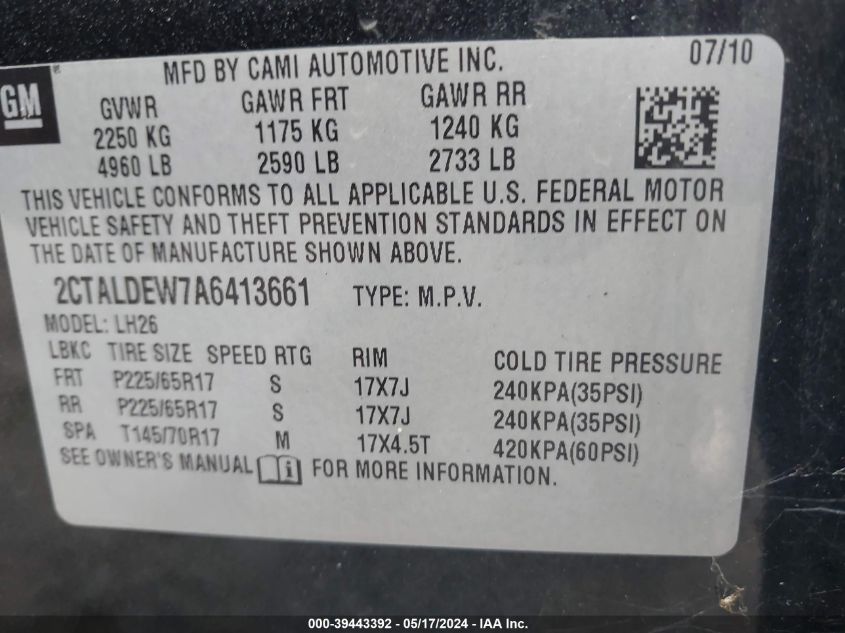 GM ®
MFD BY CAMI AUTOMOTIVE INC. 07/10
GVWR GAWR FRT GAWR RR
2250 KG 1175 KG 1240 KG
4960 LB 2590 LB 2733 LB
THIS VEHICLE CONFORMS TO ALL APPLICABLE U.S. FEDERAL MOTOR
VEHICLE SAFETY AND THEFT PREVENTION STANDARDS IN EFFECT ON
THE DATE OF MANUFACTURE SHOWN ABOVE.
2CTALDEW7A6413661 TYPE: M.P.V.
MODEL: LH26
LBKC TIRE SIZE SPEED RTG RIM COLD TIRE PRESSURE
FRT P225/65R17 S 17X7J 240KPA(35PSI)
RR P225/65R17 S 17X7J 240KPA(35PSI)
SPA T145/70R17 M 17X4.5T 420KPA(60PSI)
SEE OWNER'S MANUAL i FOR MORE INFORMATION.
000-39443392 - 05/17/2024 - IAA Inc.